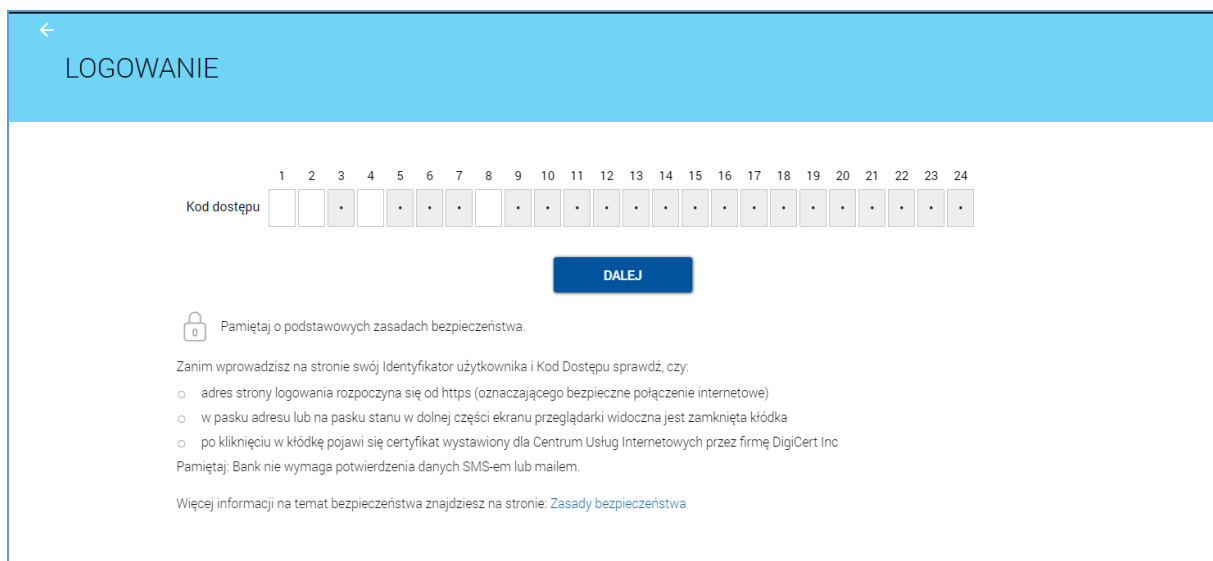 LOGOWANIE
1 2 3 4 5 6 7 8 9 10 11 12 13 14 15 16 17 18 19 20 21 22 23 24
Kod dostępu
DALEJ
Pamiętaj o podstawowych zasadach bezpieczeństwa.
Zanim wprowadzisz na stronie swój Identyfikator użytkownika i Kod Dostępu sprawdź, czy:
adres strony logowania rozpoczyna się od https (oznaczającego bezpieczne połączenie internetowe)
w pasku adresu lub na pasku stanu w dolnej części ekranu przeglądarki widoczna jest zamknięta kłódka
po kliknięciu w kłódkę pojawi się certyfikat wystawiony dla Centrum Usług Internetowych przez firmę DigiCert Inc
Pamiętaj: Bank nie wymaga potwierdzenia danych SMS-em lub mailem.
Więcej informacji na temat bezpieczeństwa znajdziesz na stronie: Zasady bezpieczeństwa